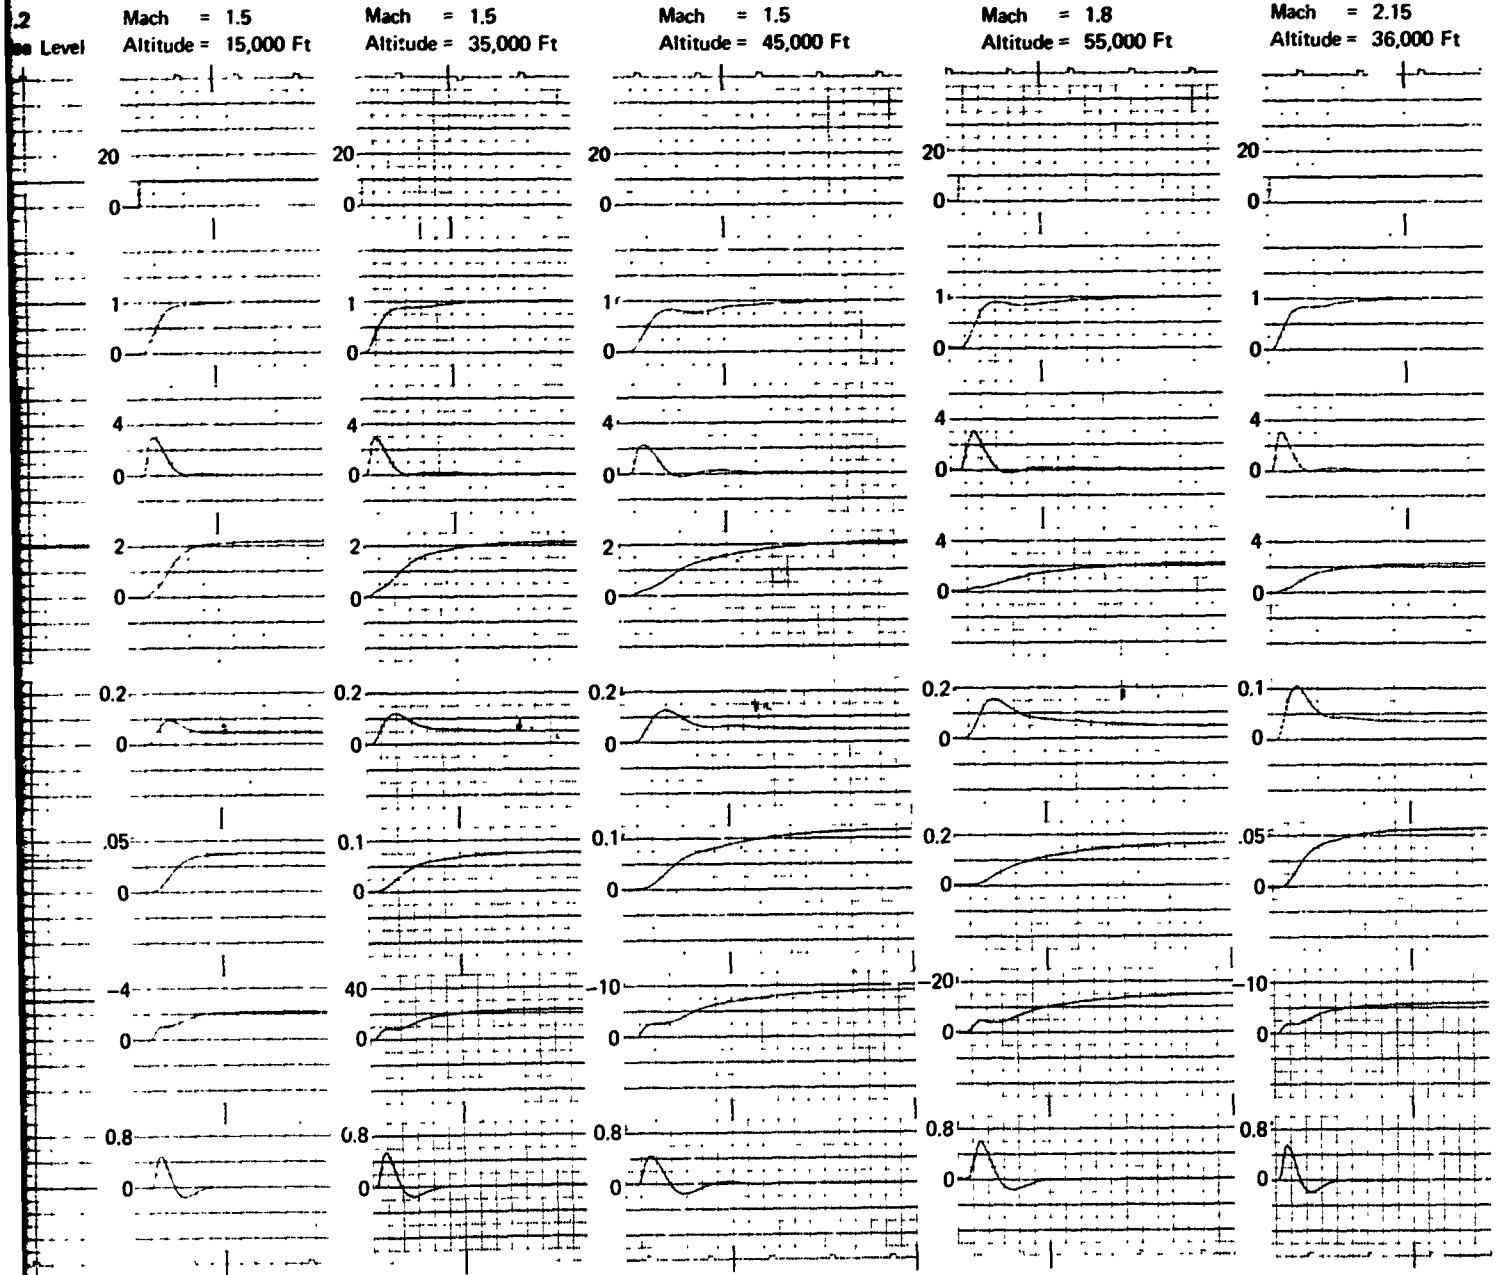 .2
Level
Mach = 1.5
Altitude = 15,000 Ft
Mach = 1.5
Altitude = 35,000 Ft
Mach = 1.5
Altitude = 45,000 Ft
Mach = 1.8
Altitude = 55,000 Ft
Mach = 2.15
Altitude = 36,000 Ft
20 20 20 20 20
0 0 0 0 0
1 1 1 1 1
0 0 0 0 0
4 4 4 4 4
0 0 0 0 0
2 2 2 4 4
0 0 0 0 0
0.2 0.2 0.2 0.2 0.1
0 0 0 0 0
.05 0.1 0.1 0.2 .05
0 0 0 0 0
-4 40 -10 -20 -10
0 0 0 0 0
0.8 0.8 0.8 0.8 0.8
0 0 0 0 0